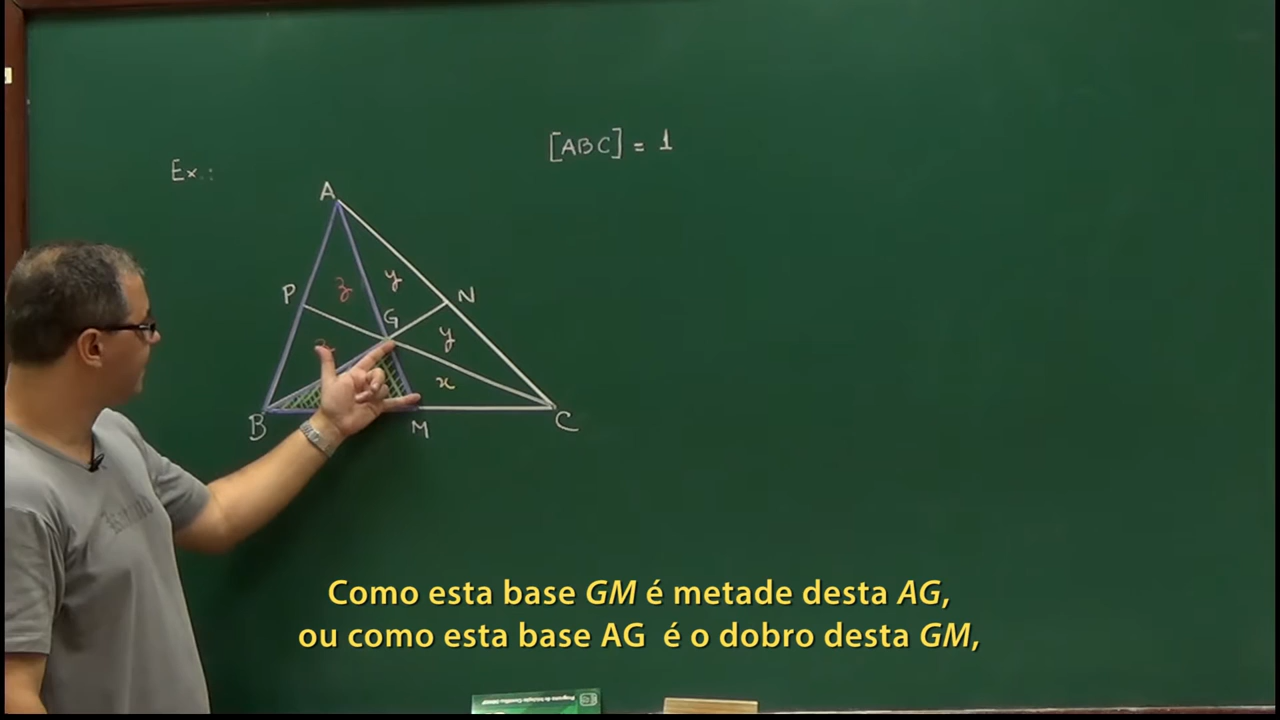 [ABC] = 1
Ex.:
A
z
y
P
N
G
y
x
B
M
C
Como esta base GM é metade desta AG,
ou como esta base AG é o dobro desta GM,